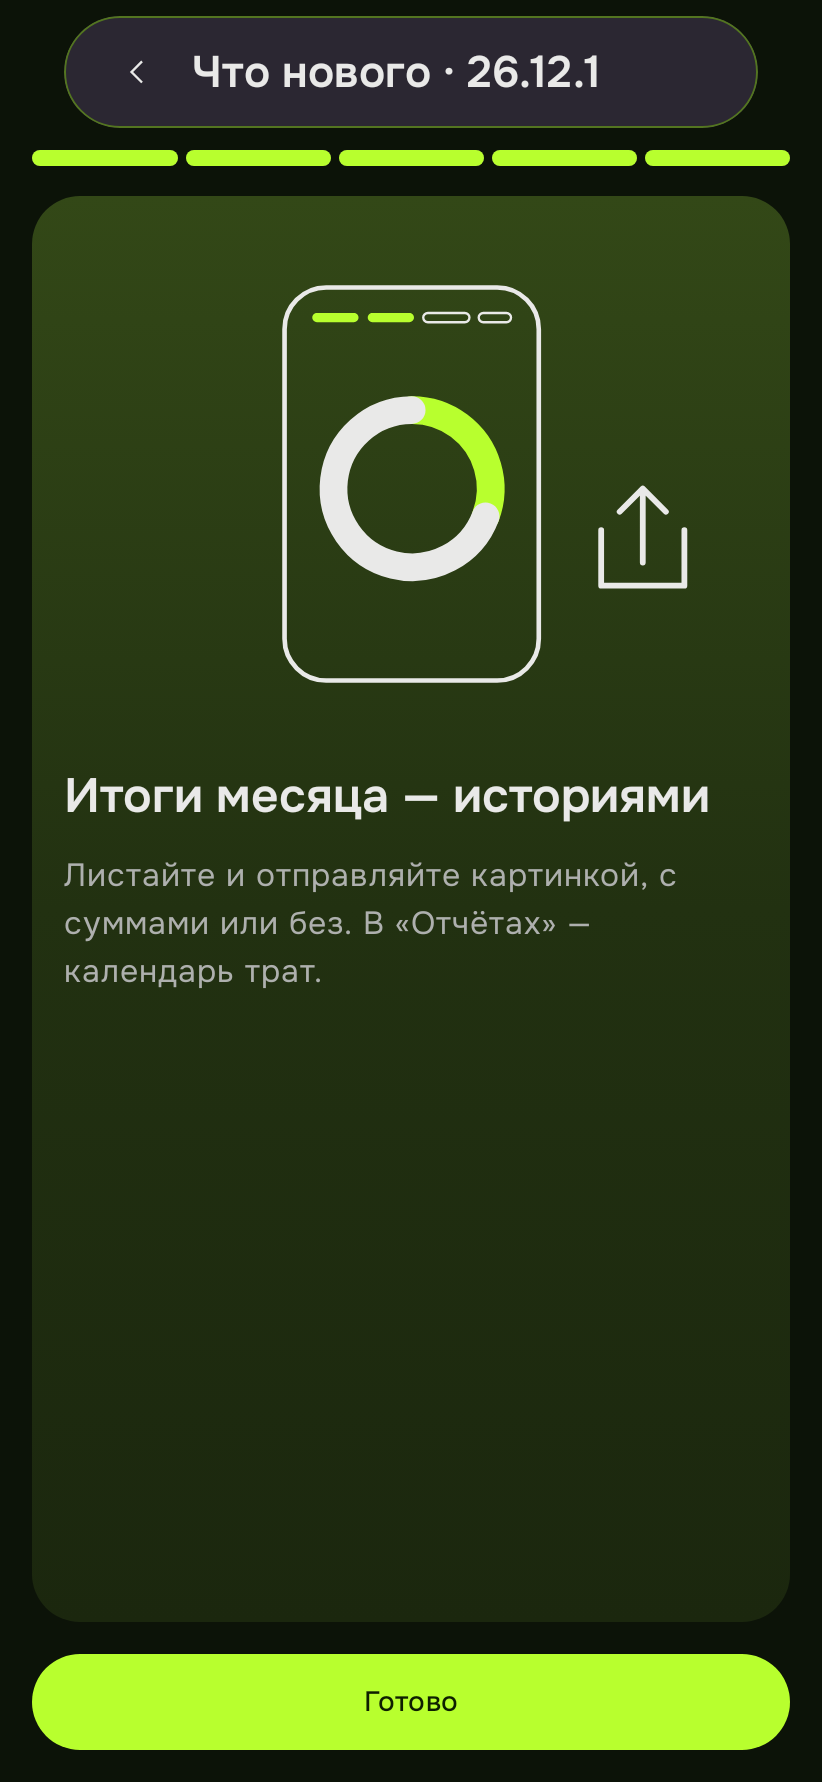 Что нового · 26.12.1
Итоги месяца — историями
Листайте и отправляйте картинкой, с
суммами или без. В «Отчётах» —
календарь трат.
Готово